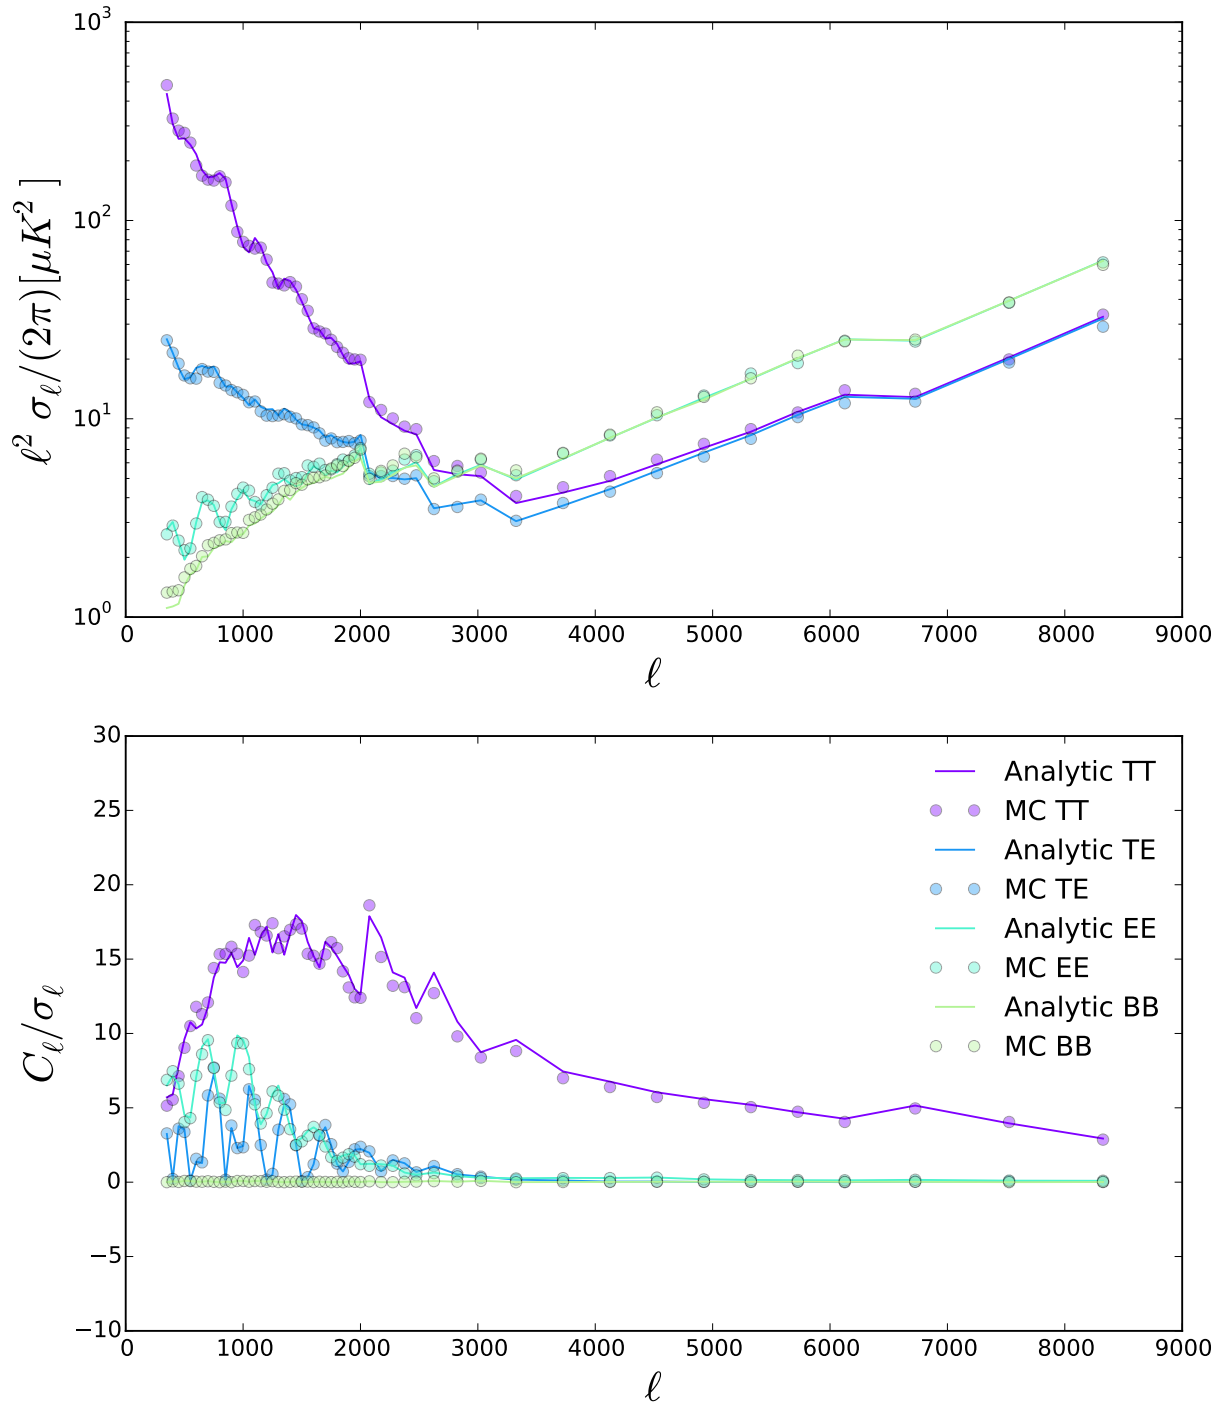 10³
10²
10¹
10⁰
ℓ² σ_ℓ/(2π)[μK²]
0 1000 2000 3000 4000 5000 6000 7000 8000 9000
ℓ
30
25
20
15
10
5
0
−5
−10
C_ℓ/σ_ℓ
Analytic TT
MC TT
Analytic TE
MC TE
Analytic EE
MC EE
Analytic BB
MC BB
0 1000 2000 3000 4000 5000 6000 7000 8000 9000
ℓ